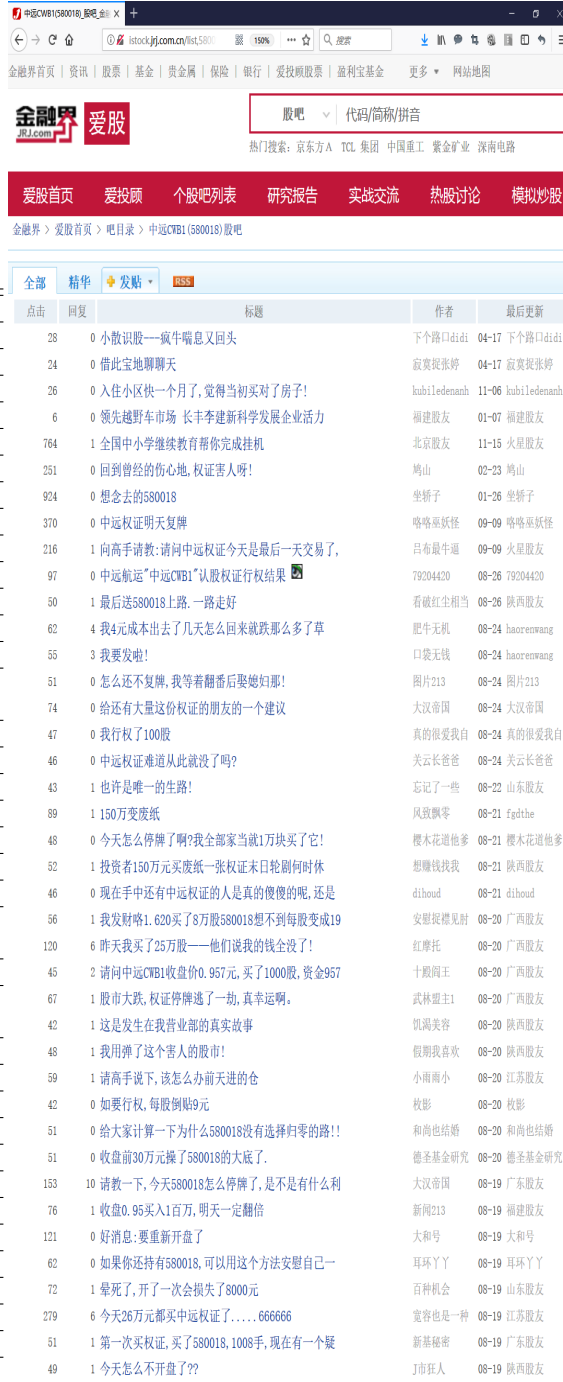 中远CWB1(580018)_股吧_金融
istock.jrj.com.cn/list,580 150% 搜索
金融界首页 | 资讯 | 股票 | 基金 | 贵金属 | 保险 | 银行 | 爱投顾股票 | 盈利宝基金 更多 网站地图
金融界 JRJ.com 爱股
股吧 代码/简称/拼音
热门搜索: 京东方A TCL 集团 中国重工 紫金矿业 深南电路
爱股首页 爱投顾 个股吧列表 研究报告 实战交流 热股讨论 模拟炒股
金融界 > 爱股首页 > 吧目录 > 中远CWB1(580018)股吧
全部 精华 发贴 RSS
点击 回复 标题 作者 最后更新
28 0 小散识股---疯牛喘息又回头 下个路口didi 04-17 下个路口didi
24 0 借此宝地聊聊天 寂寞捉张婷 04-17 寂寞捉张婷
26 0 入住小区快一个月了,觉得当初买对了房子! kubiledenanh 11-06 kubiledenanh
6 0 领先越野车市场 长丰李建新科学发展企业活力 福建股友 01-07 福建股友
764 1 全国中小学继续教育帮你完成挂机 北京股友 11-15 火星股友
251 0 回到曾经的伤心地,权证害人呀! 鸠山 02-23 鸠山
924 0 想念去的580018 坐轿子 01-26 坐轿子
370 0 中远权证明天复牌 咯咯巫妖怪 09-09 咯咯巫妖怪
216 1 向高手请教:请问中远权证今天是最后一天交易了, 吕布最牛逼 09-09 火星股友
97 0 中远航运"中远CWB1"认股权证行权结果 79204420 08-26 79204420
50 1 最后送580018上路.一路走好 看破红尘相当 08-26 陕西股友
62 4 我4元成本出去了几天怎么回来就跌那么多了草 肥牛无机 08-24 haorenwang
55 3 我要发啦! 口袋无钱 08-24 haorenwang
51 0 怎么还不复牌,我等着翻番后娶媳妇那! 图片213 08-24 图片213
74 0 给还有大量这份权证的朋友的一个建议 大汉帝国 08-24 大汉帝国
47 0 我行权了100股 真的很爱我自 08-24 真的很爱我自
46 0 中远权证难道从此就没了吗? 关云长爸爸 08-24 关云长爸爸
43 1 也许是唯一的生路! 忘记了一些 08-22 山东股友
89 1 150万变废纸 风致飘零 08-21 fgdthe
48 0 今天怎么停牌了啊?我全部家当就1万块买了它! 樱木花道他爹 08-21 樱木花道他爹
52 1 投资者150万元买废纸一张权证末日轮剧何时休 想赚钱找我 08-21 陕西股友
46 0 现在手中还有中远权证的人是真的傻傻的呢,还是 dihoud 08-21 dihoud
56 1 我发财咯1.620买了8万股580018想不到每股变成19 安慰捉襟见肘 08-20 广西股友
120 6 昨天我买了25万股——他们说我的钱全没了! 红摩托 08-20 广西股友
45 2 请问中远CWB1收盘价0.957元,买了1000股,资金957 十殿阎王 08-20 广西股友
67 1 股市大跌,权证停牌逃了一劫,真幸运啊。 武林盟主1 08-20 广西股友
42 1 这是发生在我营业部的真实故事 饥渴美容 08-20 陕西股友
48 1 我用弹了这个害人的股市! 假期我喜欢 08-20 陕西股友
59 1 请高手说下,该怎么办前天进的仓 小雨雨小 08-20 江苏股友
42 0 如要行权,每股倒贴9元 枚影 08-20 枚影
51 0 给大家计算一下为什么580018没有选择归零的路!! 和尚也结婚 08-20 和尚也结婚
51 0 收盘前30万元操了580018的大底了. 德圣基金研究 08-20 德圣基金研究
153 10 请教一下,今天580018怎么停牌了,是不是有什么利 大汉帝国 08-19 广东股友
76 1 收盘0.95买入1百万,明天一定翻倍 新闻213 08-19 福建股友
121 0 好消息:要重新开盘了 大和号 08-19 大和号
62 0 如果你还持有580018,可以用这个方法安慰自己一 耳环丫丫 08-19 耳环丫丫
72 1 晕死了,开了一次会损失了8000元 百种机会 08-19 山东股友
279 6 今天26万元都买中远权证了.....666666 宽容也是一种 08-19 江苏股友
51 1 第一次买权证,买了580018,1008手,现在有一个疑 新基秘密 08-19 广东股友
49 1 今天怎么不开盘了?? J市狂人 08-19 陕西股友